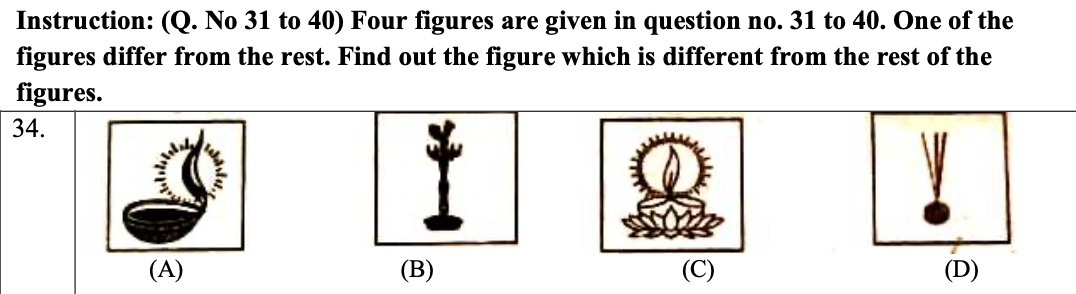 Instruction: (Q. No 31 to 40) Four figures are given in question no. 31 to 40. One of the
figures differ from the rest. Find out the figure which is different from the rest of the
figures.
34.
(A) (B) (C) (D)